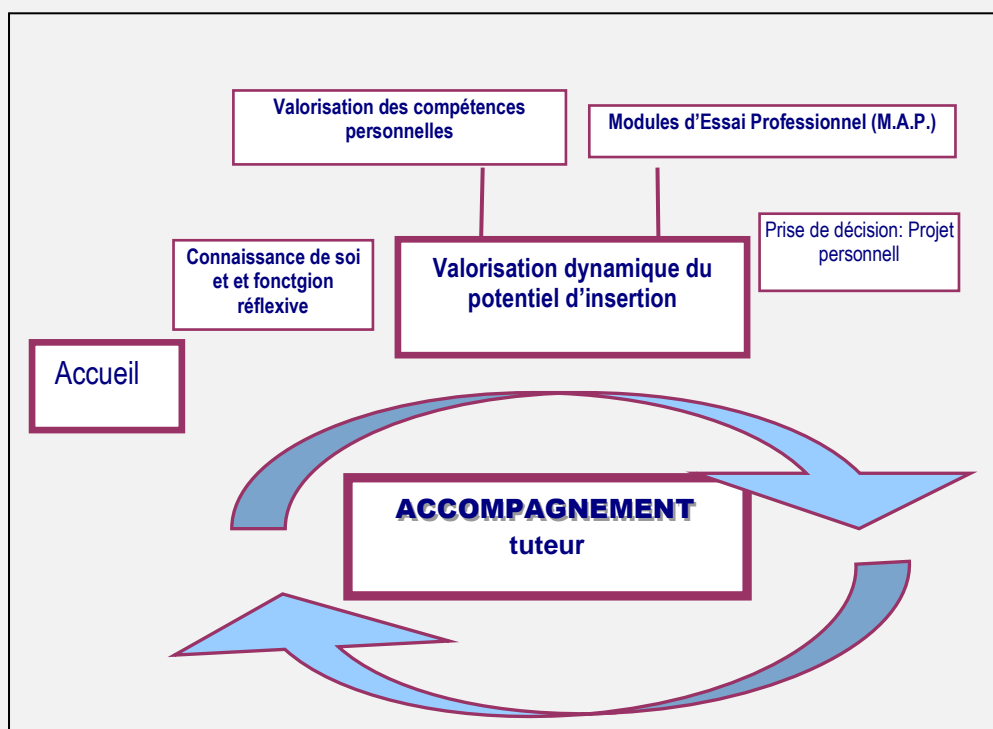 Valorisation des compétences
personnelles
Modules d’Essai Professionnel (M.A.P.)
Prise de décision: Projet
personnell
Connaissance de soi
et et fonctgion
réflexive
Valorisation dynamique du
potentiel d’insertion
Accueil
ACCOMPAGNEMENT
tuteur